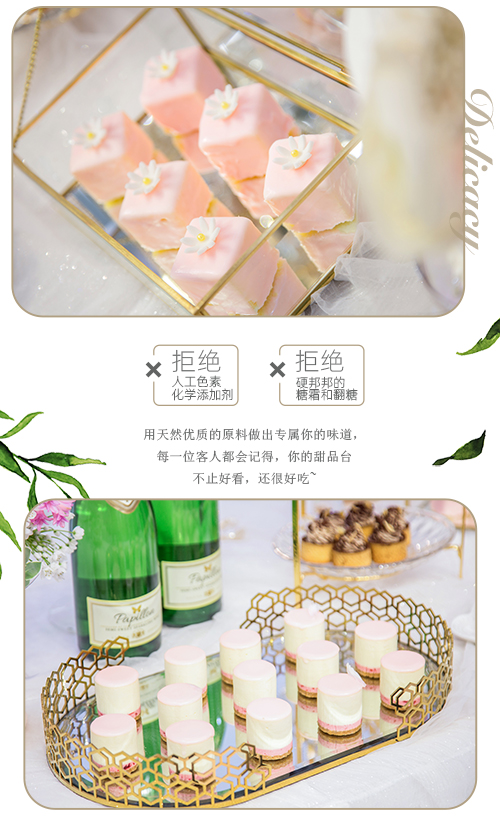 Delicacy
拒绝
人工色素
化学添加剂
拒绝
硬邦邦的
糖霜和翻糖
用天然优质的原料做出专属你的味道，
每一位客人都会记得，你的甜品台
不止好看，还很好吃~
Papillon